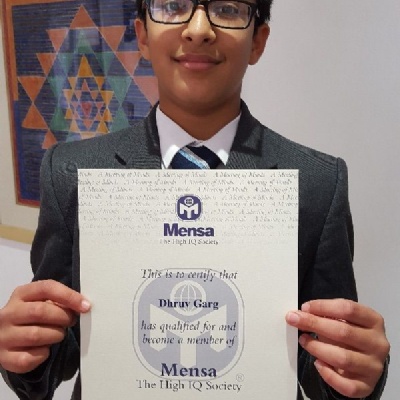 Mensa
The High IQ Society
This is to certify that
Dhruv Garg
has qualified for and
become a member of
Mensa
The High IQ Society
®